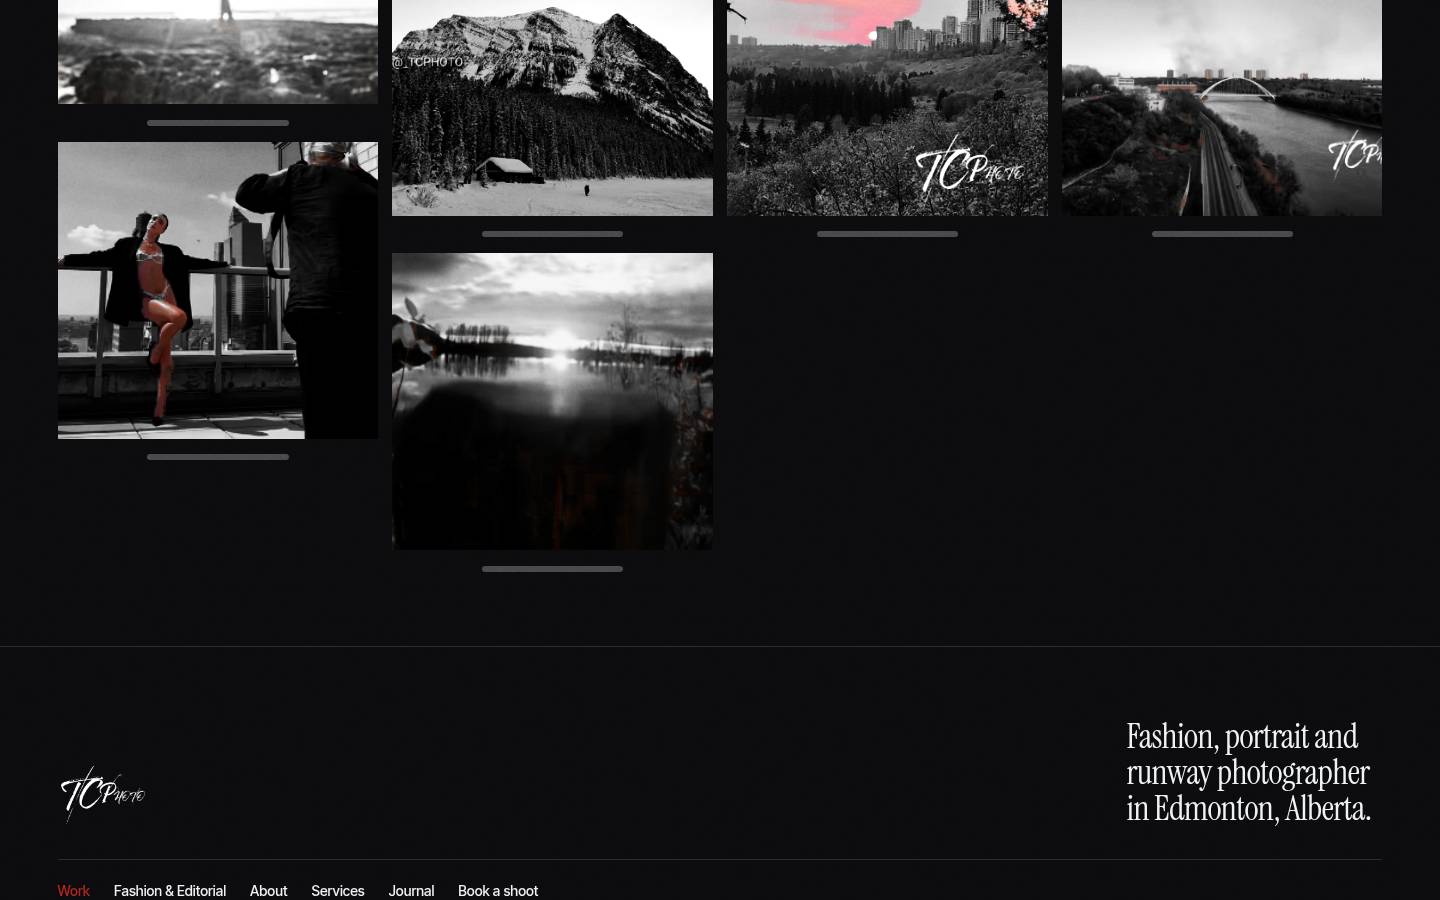 @_TCPHOTO
TCPHOTO
TCPH
Fashion, portrait and
runway photographer
in Edmonton, Alberta.
TCPHOTO
Work Fashion & Editorial About Services Journal Book a shoot